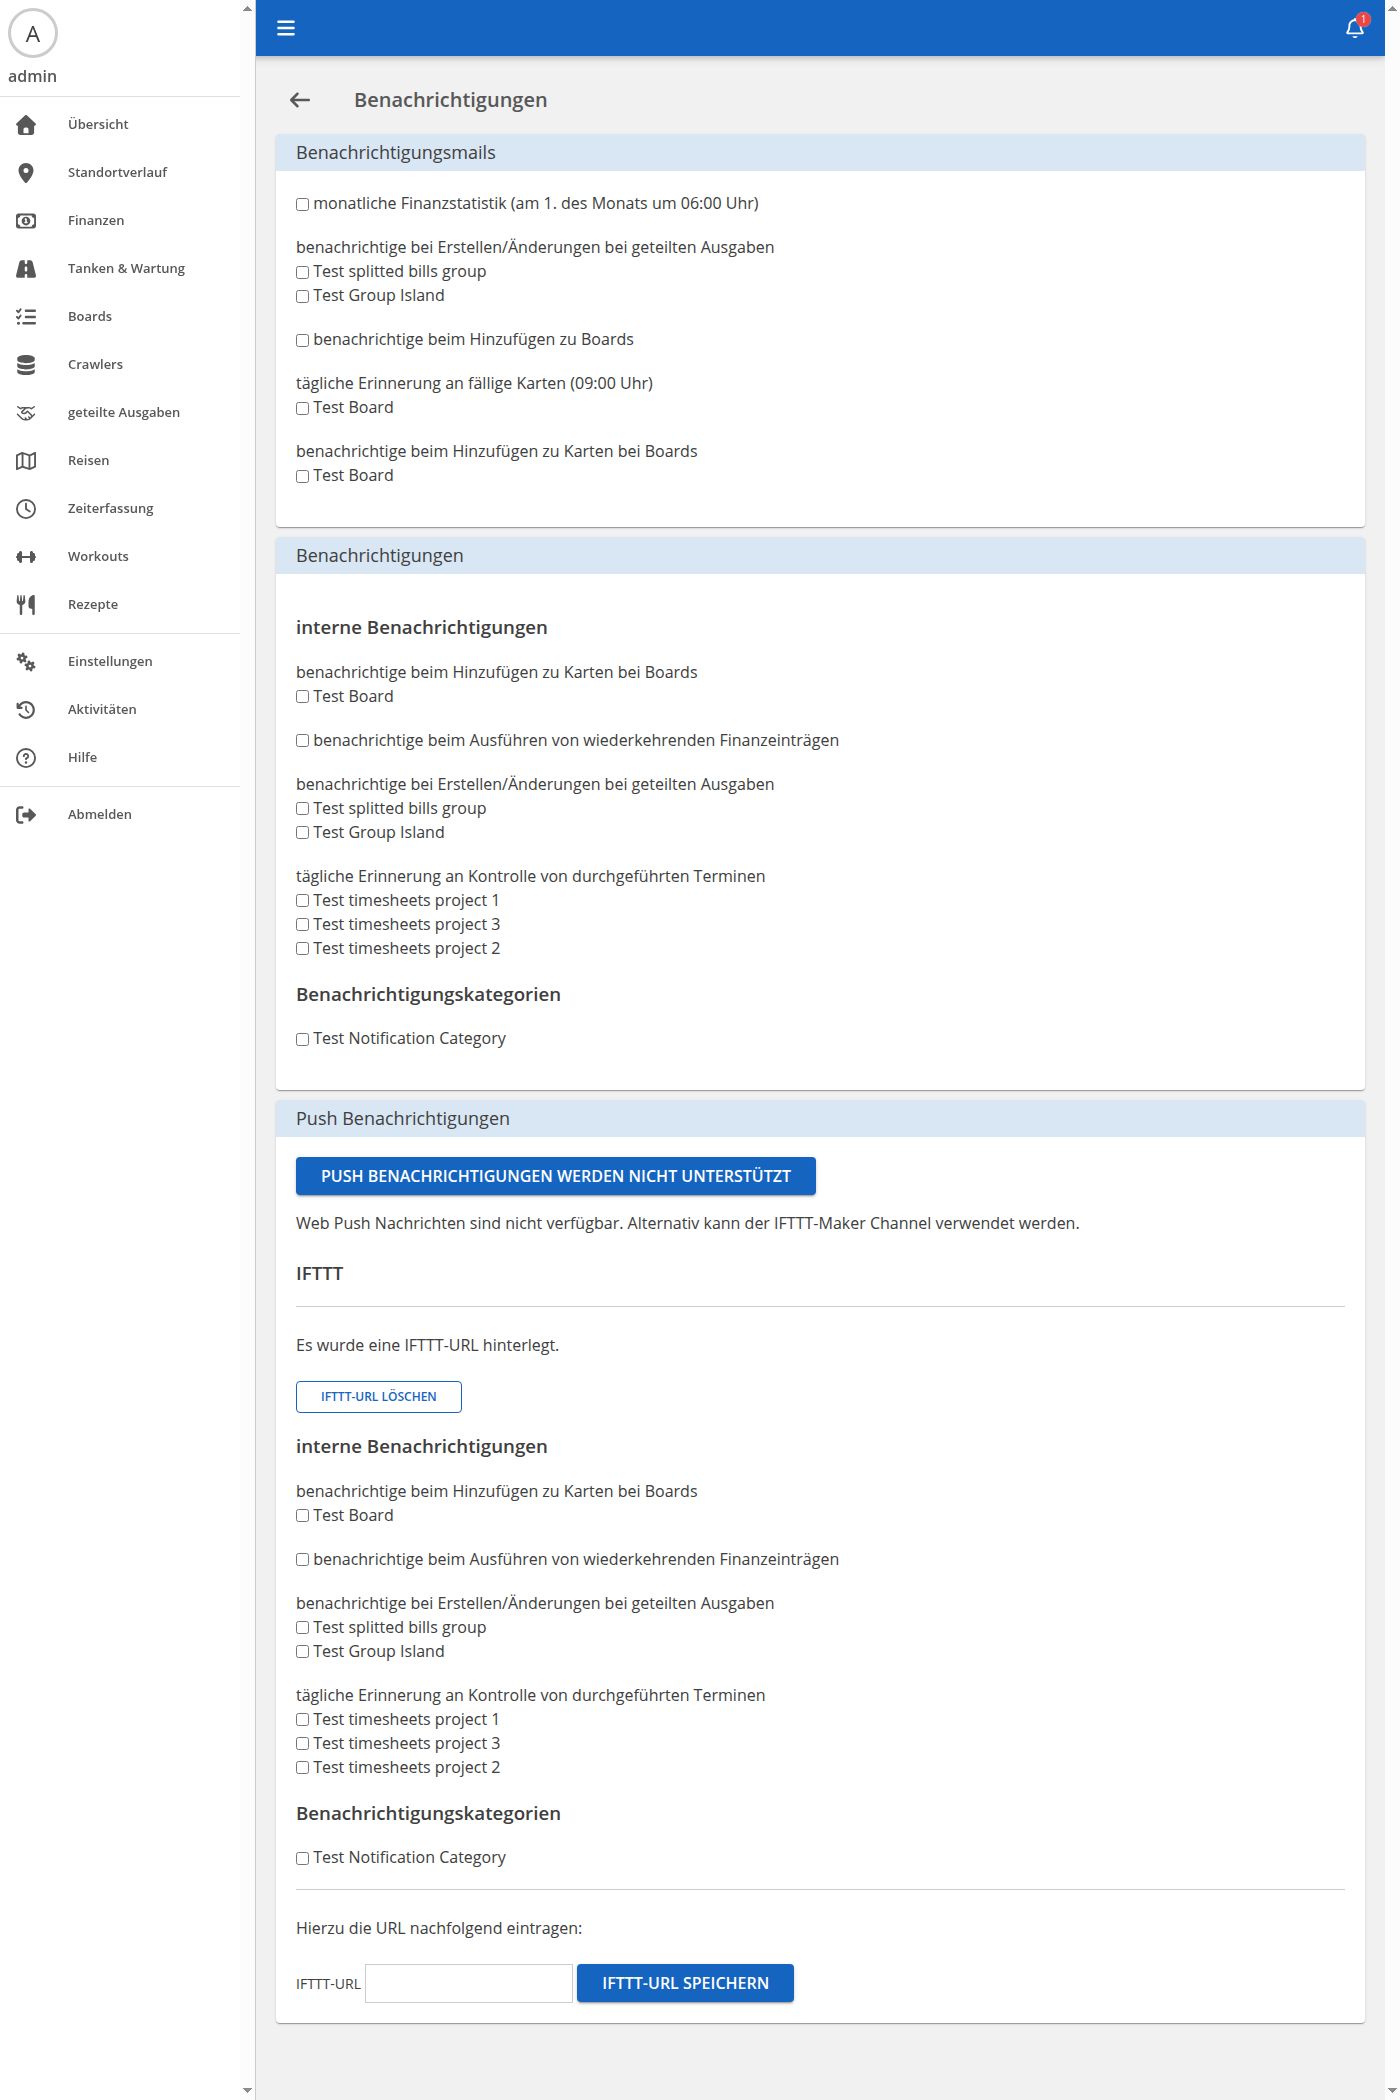 A
admin
Übersicht
Standortverlauf
Finanzen
Tanken & Wartung
Boards
Crawlers
geteilte Ausgaben
Reisen
Zeiterfassung
Workouts
Rezepte
Einstellungen
Aktivitäten
Hilfe
Abmelden
1
Benachrichtigungen
Benachrichtigungsmails
monatliche Finanzstatistik (am 1. des Monats um 06:00 Uhr)
benachrichtige bei Erstellen/Änderungen bei geteilten Ausgaben
Test splitted bills group
Test Group Island
benachrichtige beim Hinzufügen zu Boards
tägliche Erinnerung an fällige Karten (09:00 Uhr)
Test Board
benachrichtige beim Hinzufügen zu Karten bei Boards
Test Board
Benachrichtigungen
interne Benachrichtigungen
benachrichtige beim Hinzufügen zu Karten bei Boards
Test Board
benachrichtige beim Ausführen von wiederkehrenden Finanzeinträgen
benachrichtige bei Erstellen/Änderungen bei geteilten Ausgaben
Test splitted bills group
Test Group Island
tägliche Erinnerung an Kontrolle von durchgeführten Terminen
Test timesheets project 1
Test timesheets project 3
Test timesheets project 2
Benachrichtigungskategorien
Test Notification Category
Push Benachrichtigungen
PUSH BENACHRICHTIGUNGEN WERDEN NICHT UNTERSTÜTZT
Web Push Nachrichten sind nicht verfügbar. Alternativ kann der IFTTT-Maker Channel verwendet werden.
IFTTT
Es wurde eine IFTTT-URL hinterlegt.
IFTTT-URL LÖSCHEN
interne Benachrichtigungen
benachrichtige beim Hinzufügen zu Karten bei Boards
Test Board
benachrichtige beim Ausführen von wiederkehrenden Finanzeinträgen
benachrichtige bei Erstellen/Änderungen bei geteilten Ausgaben
Test splitted bills group
Test Group Island
tägliche Erinnerung an Kontrolle von durchgeführten Terminen
Test timesheets project 1
Test timesheets project 3
Test timesheets project 2
Benachrichtigungskategorien
Test Notification Category
Hierzu die URL nachfolgend eintragen:
IFTTT-URL IFTTT-URL SPEICHERN